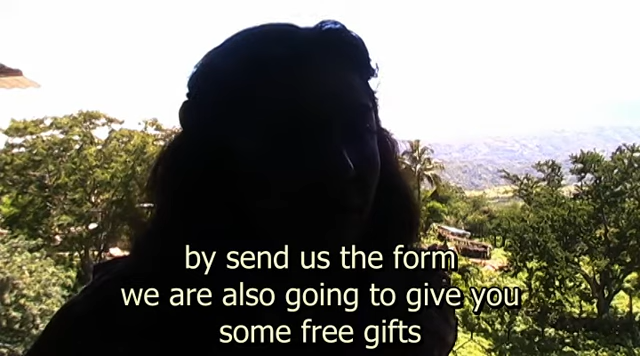 by send us the form
we are also going to give you
some free gifts